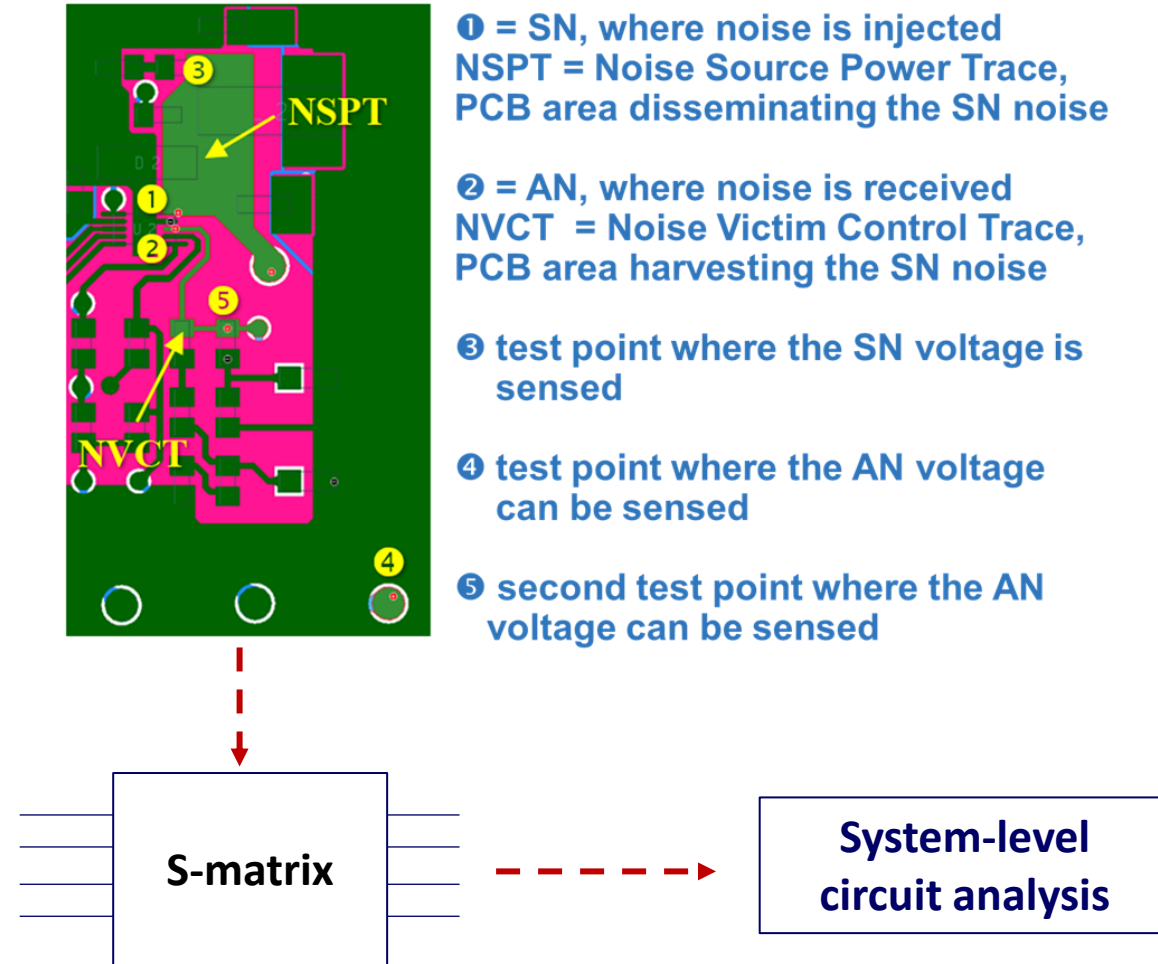 ❶ = SN, where noise is injected
NSPT = Noise Source Power Trace,
PCB area disseminating the SN noise
❷ = AN, where noise is received
NVCT = Noise Victim Control Trace,
PCB area harvesting the SN noise
❸ test point where the SN voltage is
sensed
❹ test point where the AN voltage
can be sensed
❺ second test point where the AN
voltage can be sensed
3
NSPT
D2
1
2
5
NVCT
4
S-matrix
System-level
circuit analysis